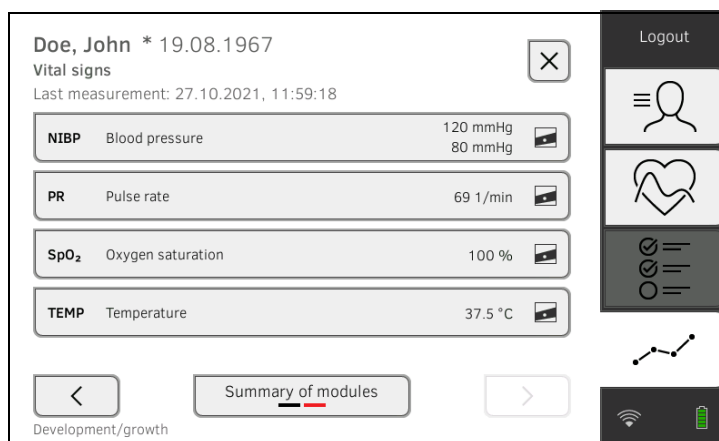 Doe, John * 19.08.1967
Vital signs
Last measurement: 27.10.2021, 11:59:18
NIBP Blood pressure 120 mmHg
80 mmHg
PR Pulse rate 69 1/min
SpO₂ Oxygen saturation 100 %
TEMP Temperature 37.5 °C
Summary of modules
Development/growth
Logout